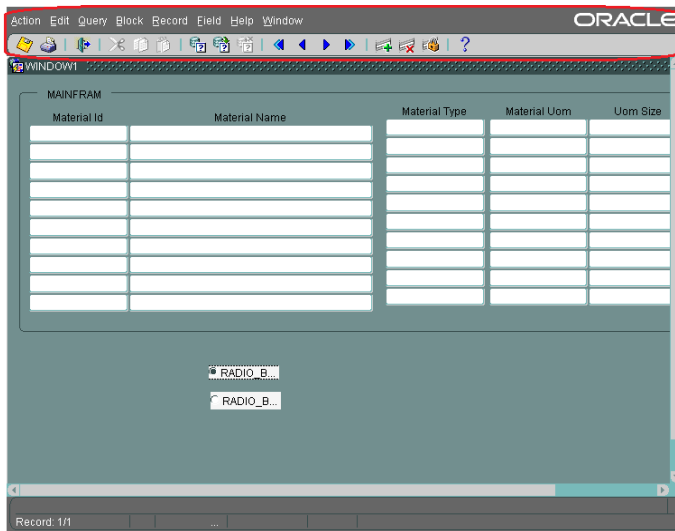 Action Edit Query Block Record Field Help Window ORACLE
WINDOW1
MAINFRAM
Material Id Material Name Material Type Material Uom Uom Size
RADIO_B...
RADIO_B...
Record: 1/1 ...